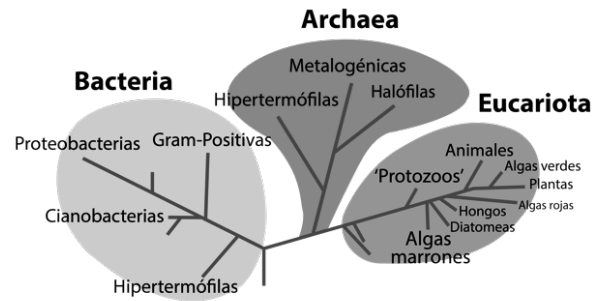 Archaea
Bacteria
Eucariota
Metalogénicas
Hipertermófilas
Halófilas
Proteobacterias
Gram-Positivas
Cianobacterias
Hipertermófilas
Animales
Algas verdes
'Protozoos'
Plantas
Algas rojas
Hongos
Diatomeas
Algas
marrones